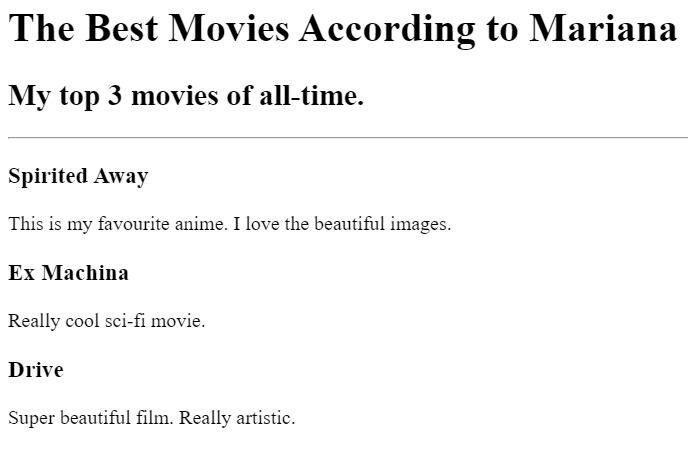 The Best Movies According to Mariana
My top 3 movies of all-time.
Spirited Away
This is my favourite anime. I love the beautiful images.
Ex Machina
Really cool sci-fi movie.
Drive
Super beautiful film. Really artistic.